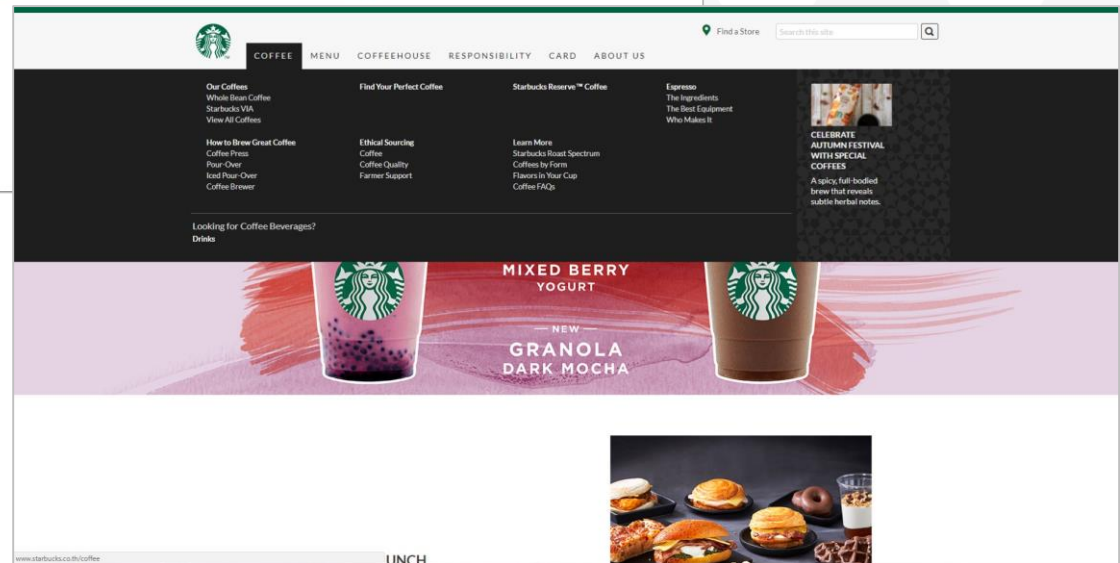 Find a Store
Search this site
COFFEE
MENU
COFFEEHOUSE
RESPONSIBILITY
CARD
ABOUT US
Our Coffees
Whole Bean Coffee
Starbucks VIA
View All Coffees
Find Your Perfect Coffee
Starbucks Reserve™ Coffee
Espresso
The Ingredients
The Best Equipment
Who Makes It
How to Brew Great Coffee
Coffee Press
Pour-Over
Iced Pour-Over
Coffee Brewer
Ethical Sourcing
Coffee
Coffee Quality
Farmer Support
Learn More
Starbucks Roast Spectrum
Coffees by Form
Flavors in Your Cup
Coffee FAQs
CELEBRATE
AUTUMN FESTIVAL
WITH SPECIAL
COFFEES
A spicy, full-bodied
brew that reveals
subtle herbal notes.
Looking for Coffee Beverages?
Drinks
MIXED BERRY
YOGURT
— NEW —
GRANOLA
DARK MOCHA
UNCH
www.starbucks.co.th/coffee